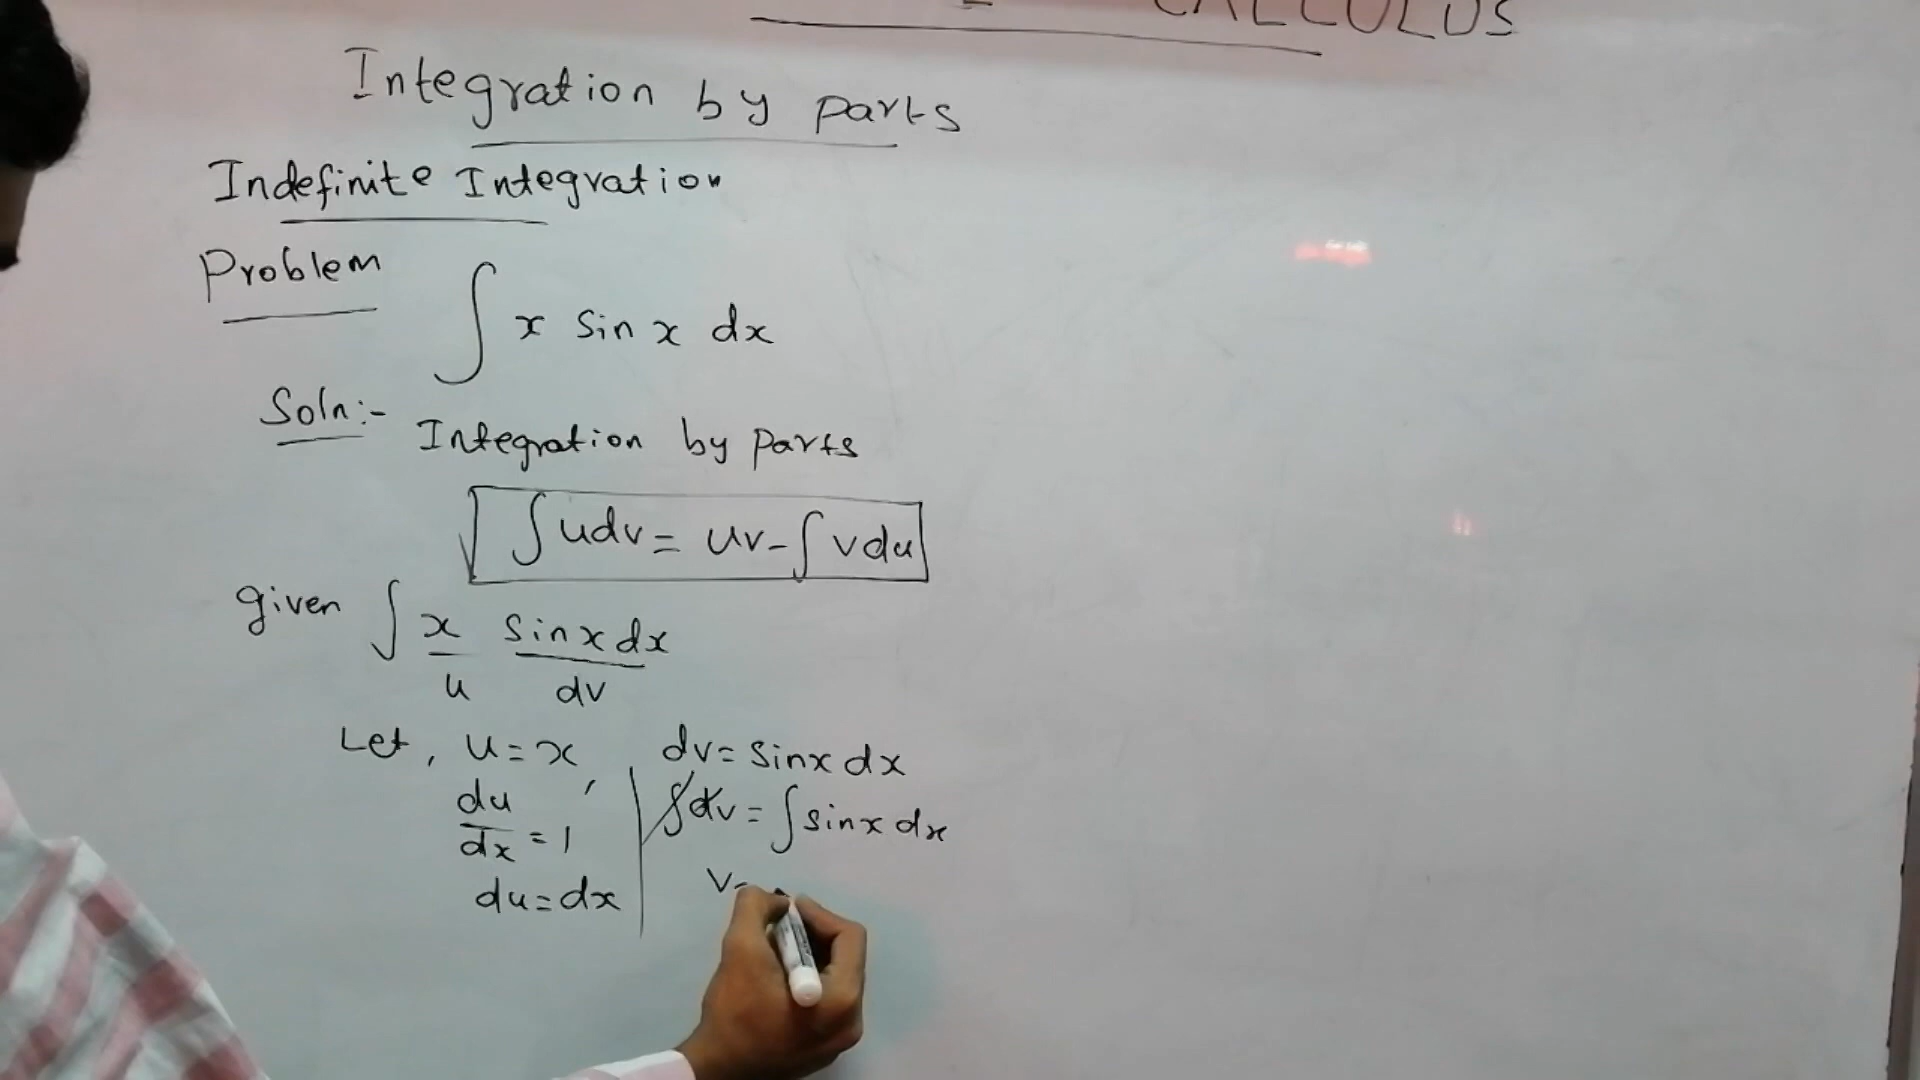 CALCULUS
Integration by parts
Indefinite Integration
Problem
∫ x sin x dx
Soln:-
Integration by parts
∫udv = uv - ∫vdu
given ∫ x sinx dx
u dv
Let, u = x, dv = sinx dx
du/dx = 1
∫dv = ∫sinx dx
du = dx
v =